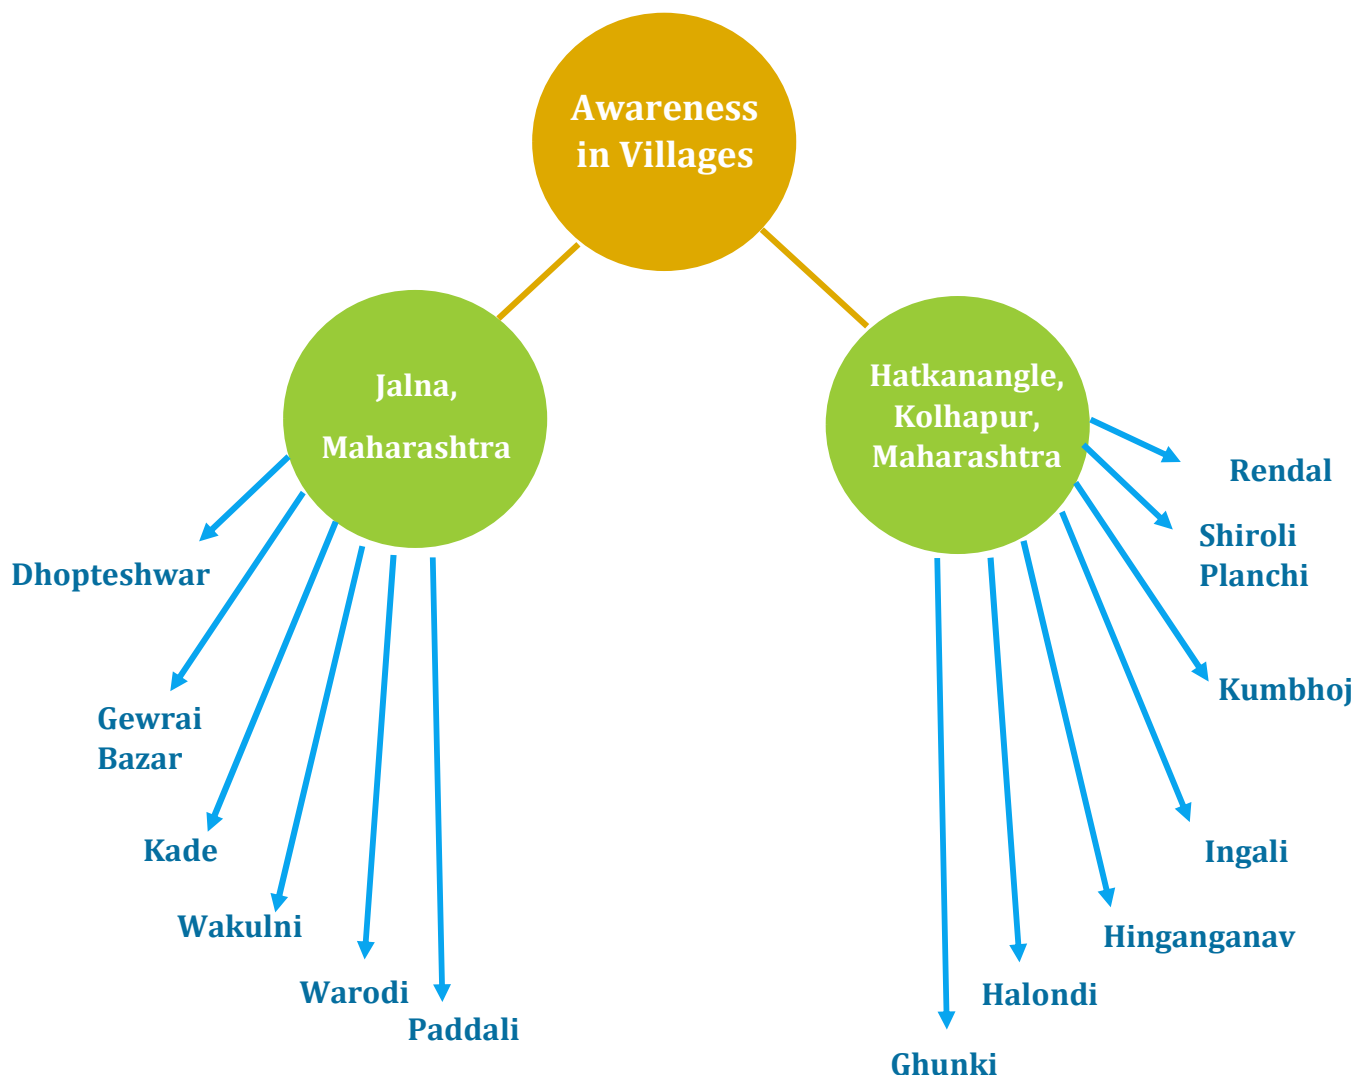 Awareness
in Villages
Jalna,
Maharashtra
Hatkanangle,
Kolhapur,
Maharashtra
Dhopteshwar
Gewrai
Bazar
Kade
Wakulni
Warodi
Paddali
Rendal
Shiroli
Planchi
Kumbhoj
Ingali
Hinganganav
Halondi
Ghunki